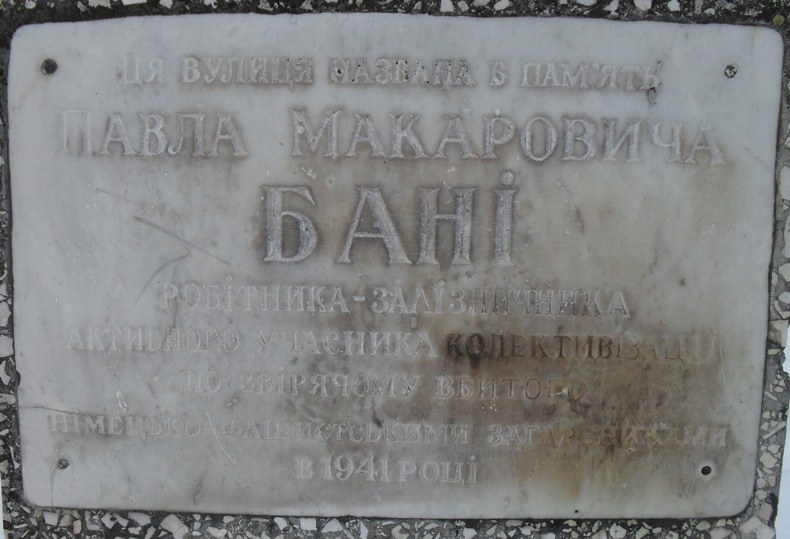 ЦЯ ВУЛИЦЯ НАЗВАНА В ПАМ'ЯТЬ
ПАВЛА МАКАРОВИЧА
БАНІ
РОБІТНИКА-ЗАЛІЗНИЧНИКА
АКТИВНОГО УЧАСНИКА КОЛЕКТИВІЗАЦІЇ
ПО ЗВІРЯЧОМУ ВБИТОГО
НІМЕЦЬКО-ФАШИСТСЬКИМИ ЗАГАРБНИКАМИ
В 1941 РОЦІ